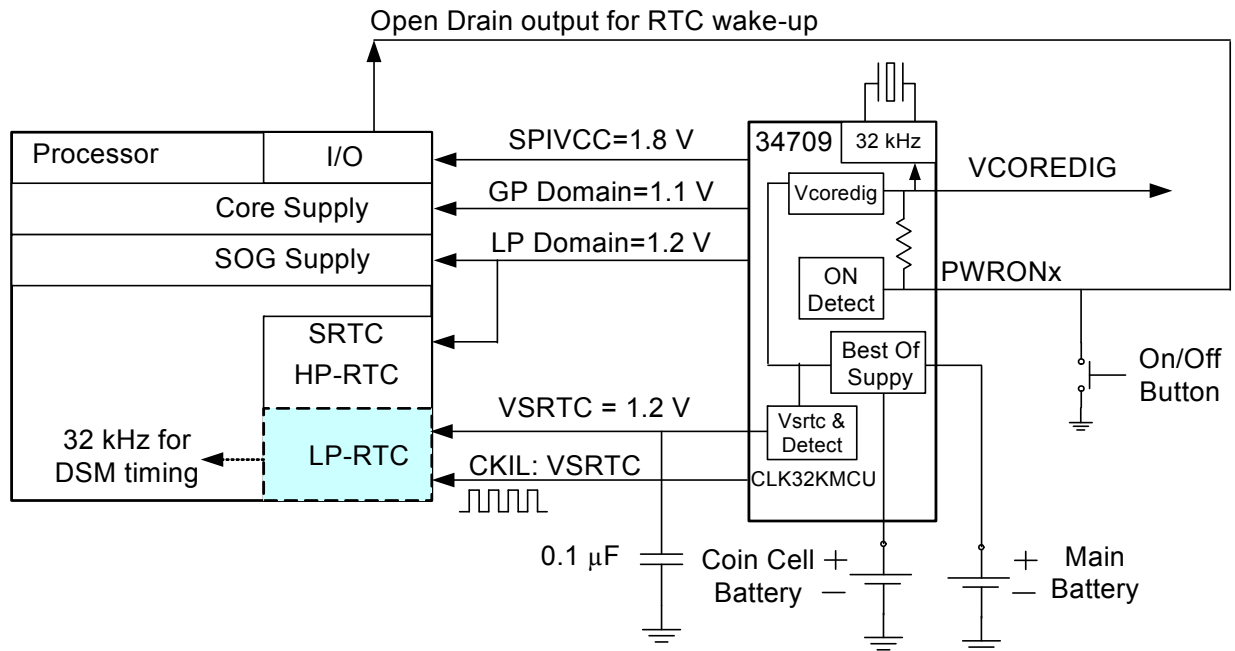 Open Drain output for RTC wake-up
Processor
I/O
SPIVCC=1.8 V
34709
32 kHz
VCOREDIG
Vcoredig
Core Supply
GP Domain=1.1 V
SOG Supply
LP Domain=1.2 V
PWRONx
ON
Detect
SRTC
HP-RTC
Best Of
Suppy
On/Off
Button
VSRTC = 1.2 V
Vsrtc &
Detect
32 kHz for
DSM timing
LP-RTC
CKIL: VSRTC
CLK32KMCU
0.1 μF
Coin Cell
Battery
+
−
+
−
Main
Battery